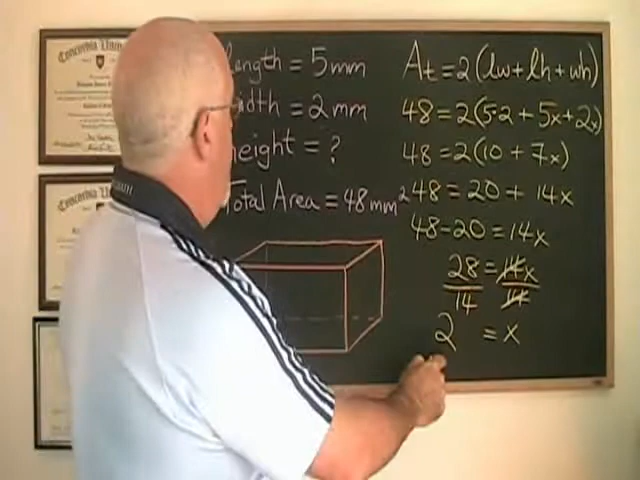 Length = 5mm
Width = 2mm
Height = ?
Total Area = 48mm²
At = 2(lw + lh + wh)
48 = 2(5·2 + 5x + 2x)
48 = 2(10 + 7x)
48 = 20 + 14x
48-20 = 14x
28 = 14x
14 14
2 = x
Concordia